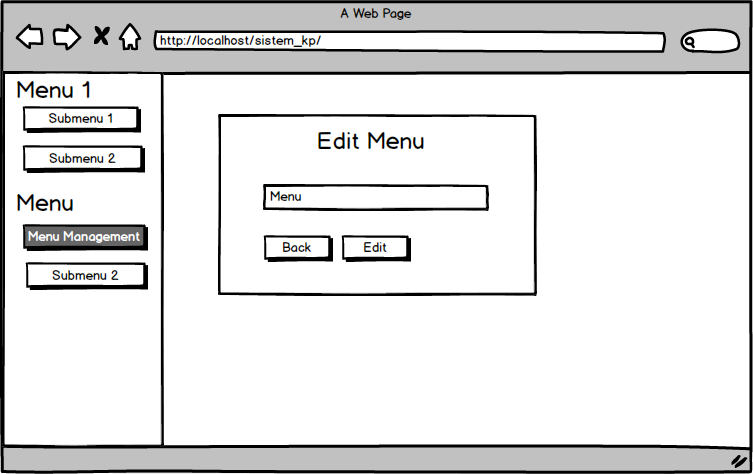 A Web Page
http://localhost/sistem_kp/
Menu 1
Submenu 1
Submenu 2
Menu
Menu Management
Submenu 2
Edit Menu
Menu
Back
Edit